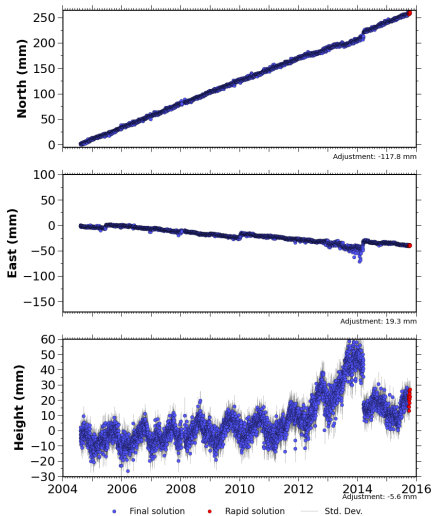 250
200
150
100
50
0
North (mm)
Adjustment: -117.8 mm
100
50
0
−50
−100
−150
East (mm)
Adjustment: 19.3 mm
60
50
40
30
20
10
0
−10
−20
−30
Height (mm)
2004 2006 2008 2010 2012 2014 2016
Adjustment: -5.6 mm
Final solution Rapid solution Std. Dev.